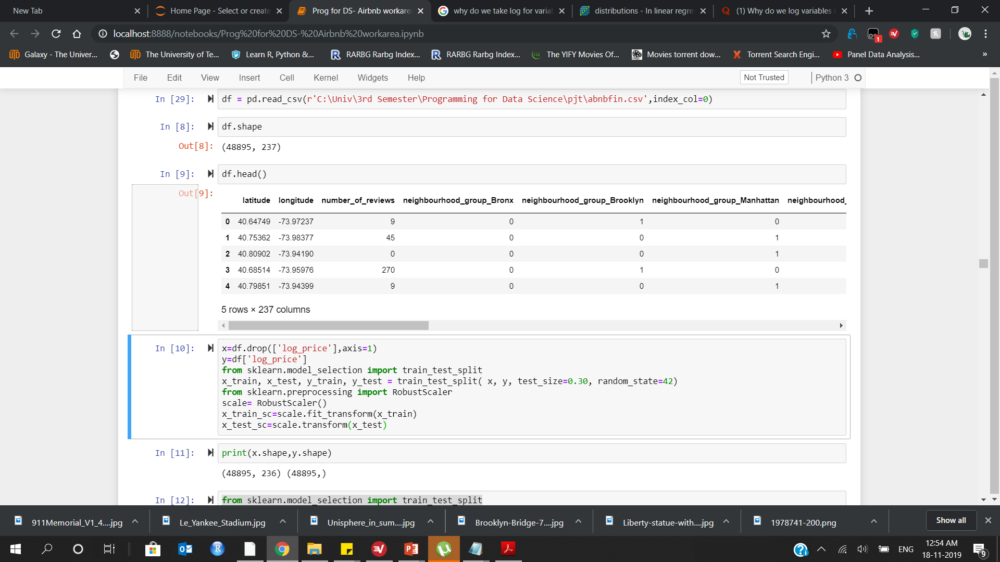 New Tab
Home Page - Select or create
Prog for DS- Airbnb workarea
why do we take log for varia
distributions - In linear regre
(1) Why do we log variables i
localhost:8888/notebooks/Prog%20for%20DS-%20Airbnb%20workarea.ipynb
1
Galaxy - The Univer...
The University of Te...
Learn R, Python &...
RARBG Rarbg Index...
RARBG Rarbg Index...
The YIFY Movies Of...
Movies torrent dow...
Torrent Search Engi...
Panel Data Analysis...
»
File Edit View Insert Cell Kernel Widgets Help
Not Trusted
Python 3
In [29]: df = pd.read_csv(r'C:\Univ\3rd Semester\Programming for Data Science\pjt\abnbfin.csv',index_col=0)
In [8]: df.shape
Out[8]: (48895, 237)
In [9]: df.head()
Out[9]:
latitude longitude number_of_reviews neighbourhood_group_Bronx neighbourhood_group_Brooklyn neighbourhood_group_Manhattan neighbourhood_
0 40.64749 -73.97237 9 0 1 0
1 40.75362 -73.98377 45 0 0 1
2 40.80902 -73.94190 0 0 0 1
3 40.68514 -73.95976 270 0 1 0
4 40.79851 -73.94399 9 0 0 1
5 rows × 237 columns
In [10]: x=df.drop(['log_price'],axis=1)
y=df['log_price']
from sklearn.model_selection import train_test_split
x_train, x_test, y_train, y_test = train_test_split( x, y, test_size=0.30, random_state=42)
from sklearn.preprocessing import RobustScaler
scale= RobustScaler()
x_train_sc=scale.fit_transform(x_train)
x_test_sc=scale.transform(x_test)
In [11]: print(x.shape,y.shape)
(48895, 236) (48895,)
In [12]: from sklearn.model_selection import train_test_split
911Memorial_V1_4....jpg
Le_Yankee_Stadium.jpg
Unisphere_in_sum....jpg
Brooklyn-Bridge-7....jpg
Liberty-statue-with....jpg
1978741-200.png
Show all
ENG
12:54 AM
18-11-2019
9